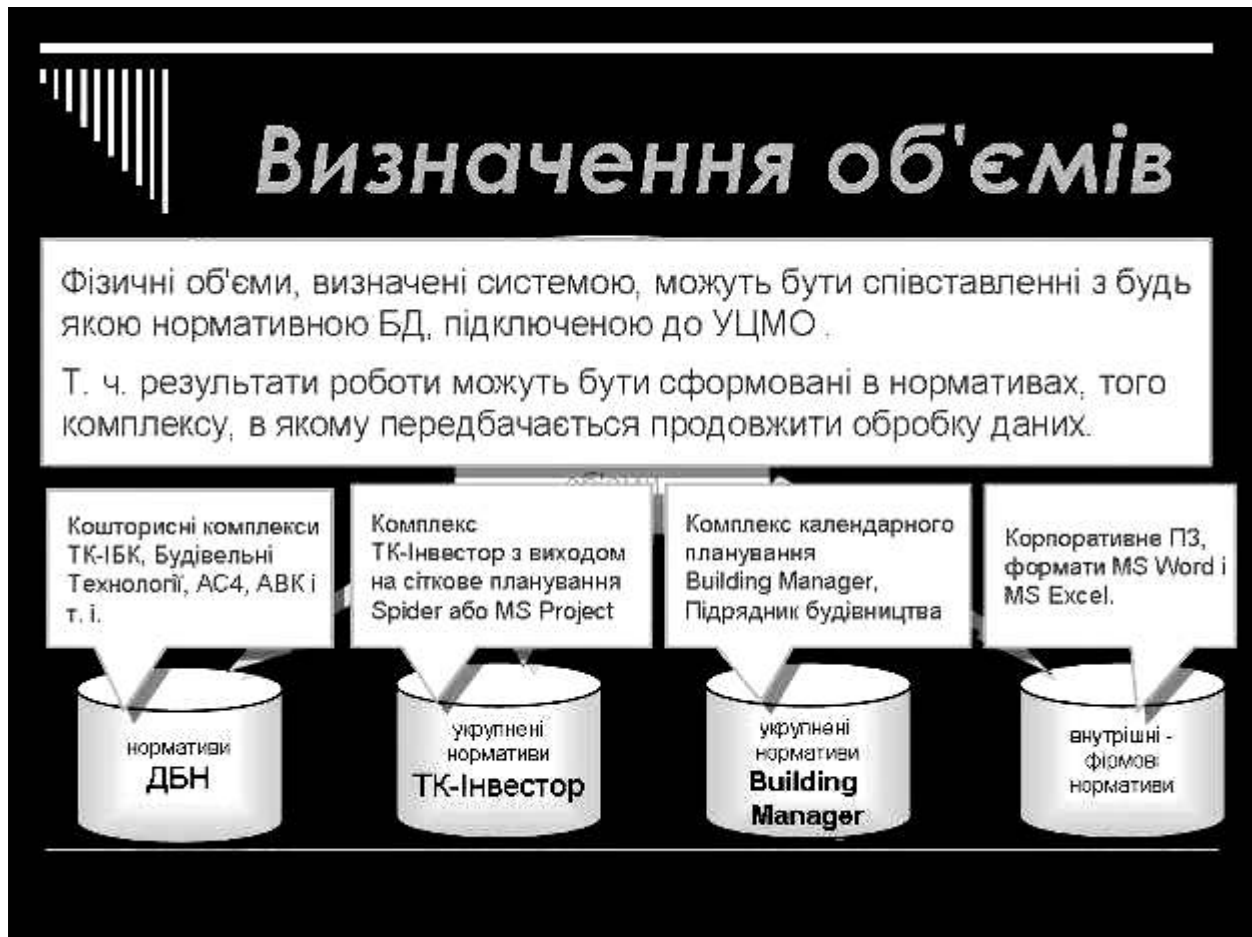 Визначення об'ємів
Фізичні об'єми, визначені системою, можуть бути співставленні з будь
якою нормативною БД, підключеною до УЦМО .
Т. ч. результати роботи можуть бути сформовані в нормативах, того
комплексу, в якому передбачається продовжити обробку даних.
Кошторисні комплекси
ТК-ІБК, Будівельні
Технології, АС4, АВК і
т. і.
Комплекс
ТК-Інвестор з виходом
на сіткове планування
Spider або MS Project
Комплекс календарного
планування
Building Manager,
Підрядник будівництва
Корпоративне ПЗ,
формати MS Word і
MS Excel.
нормативи
ДБН
укрупнені
нормативи
ТК-Інвестор
укрупнені
нормативи
Building
Manager
внутрішні -
фірмові
нормативи